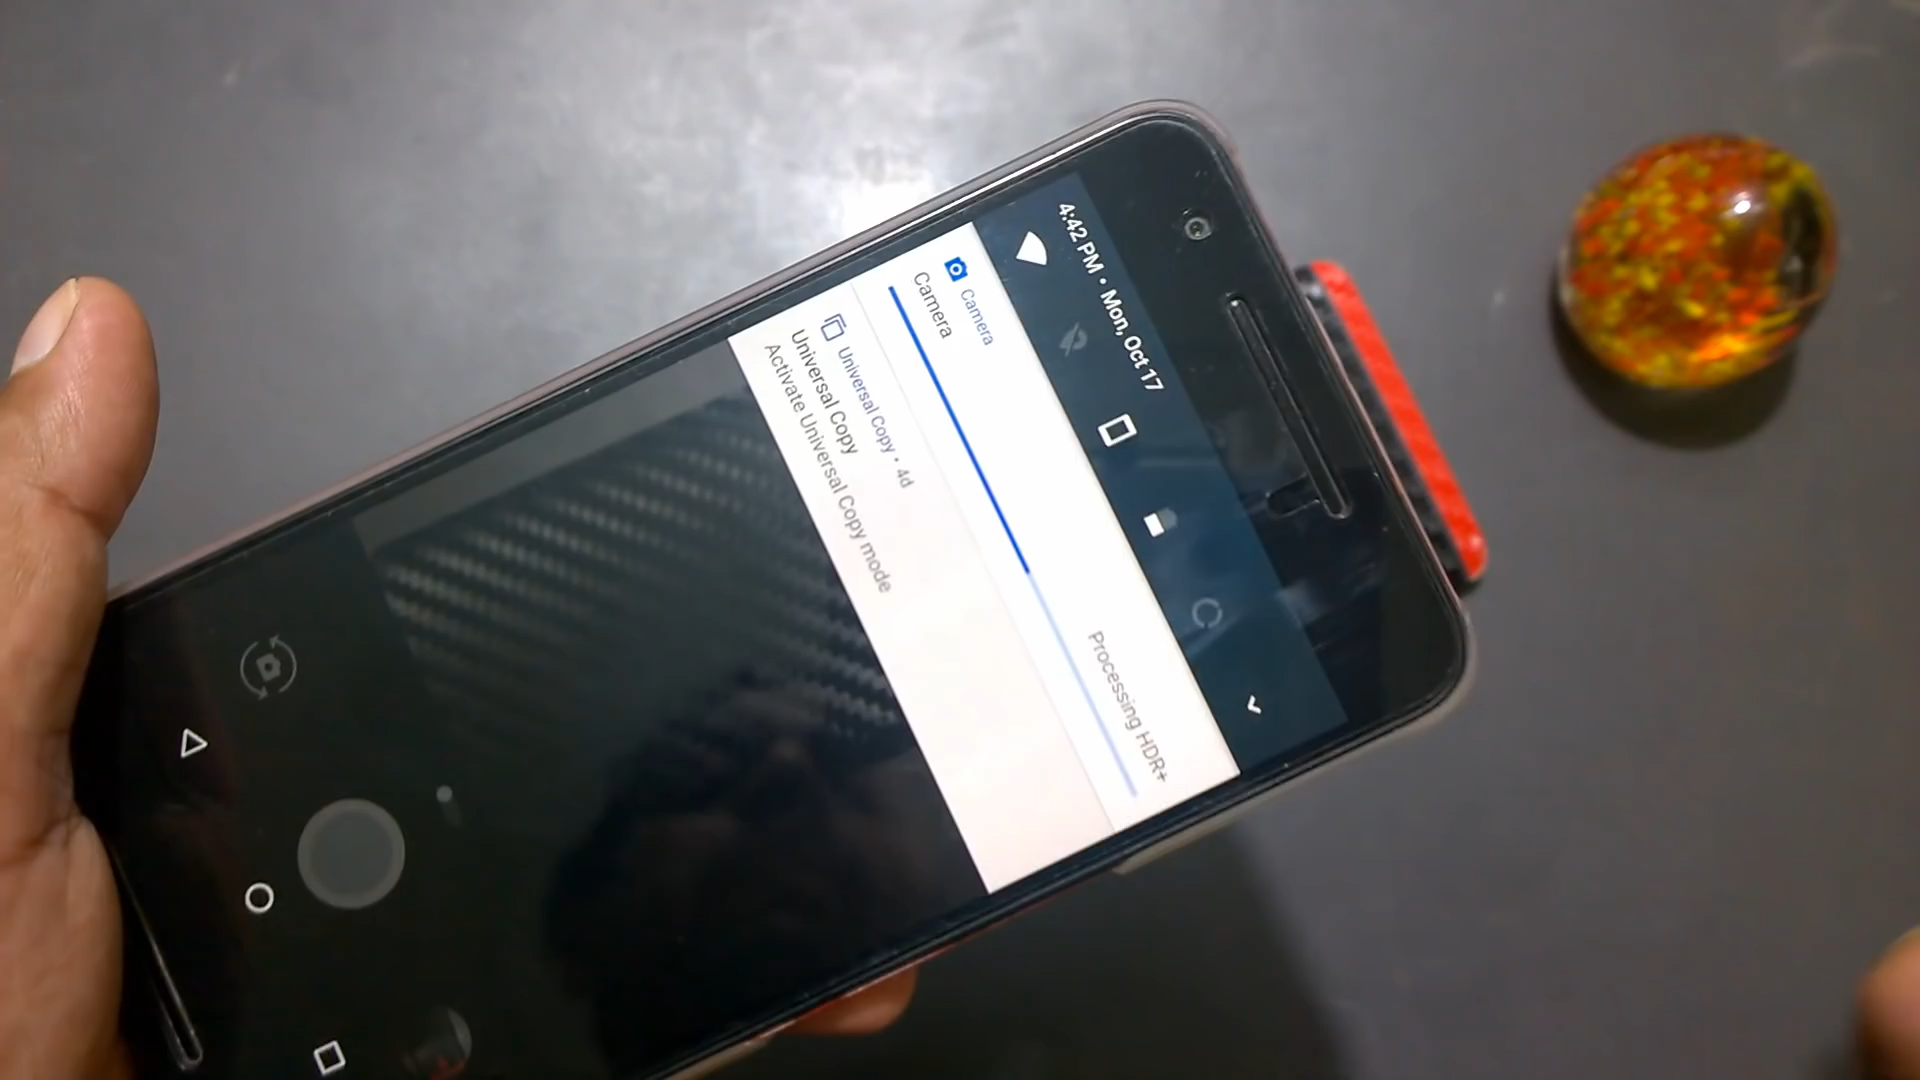 4:42 PM • Mon, Oct 17
Camera
Camera
Processing HDR+
Universal Copy • 4d
Universal Copy
Activate Universal Copy mode